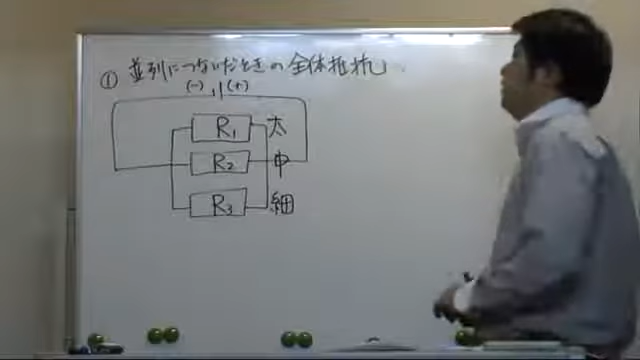 ① 並列につないだときの全体抵抗
(-) (+)
R₁ 太
R₂ 中
R₃ 細